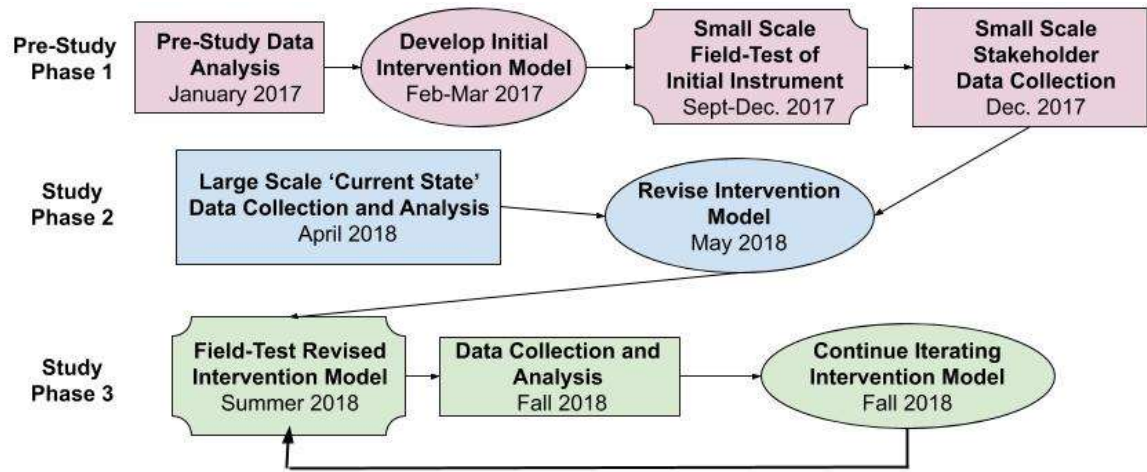 Pre-Study
Phase 1
Pre-Study Data
Analysis
January 2017
Develop Initial
Intervention Model
Feb-Mar 2017
Small Scale
Field-Test of
Initial Instrument
Sept-Dec. 2017
Small Scale
Stakeholder
Data Collection
Dec. 2017
Study
Phase 2
Large Scale ‘Current State’
Data Collection and Analysis
April 2018
Revise Intervention
Model
May 2018
Study
Phase 3
Field-Test Revised
Intervention Model
Summer 2018
Data Collection and
Analysis
Fall 2018
Continue Iterating
Intervention Model
Fall 2018